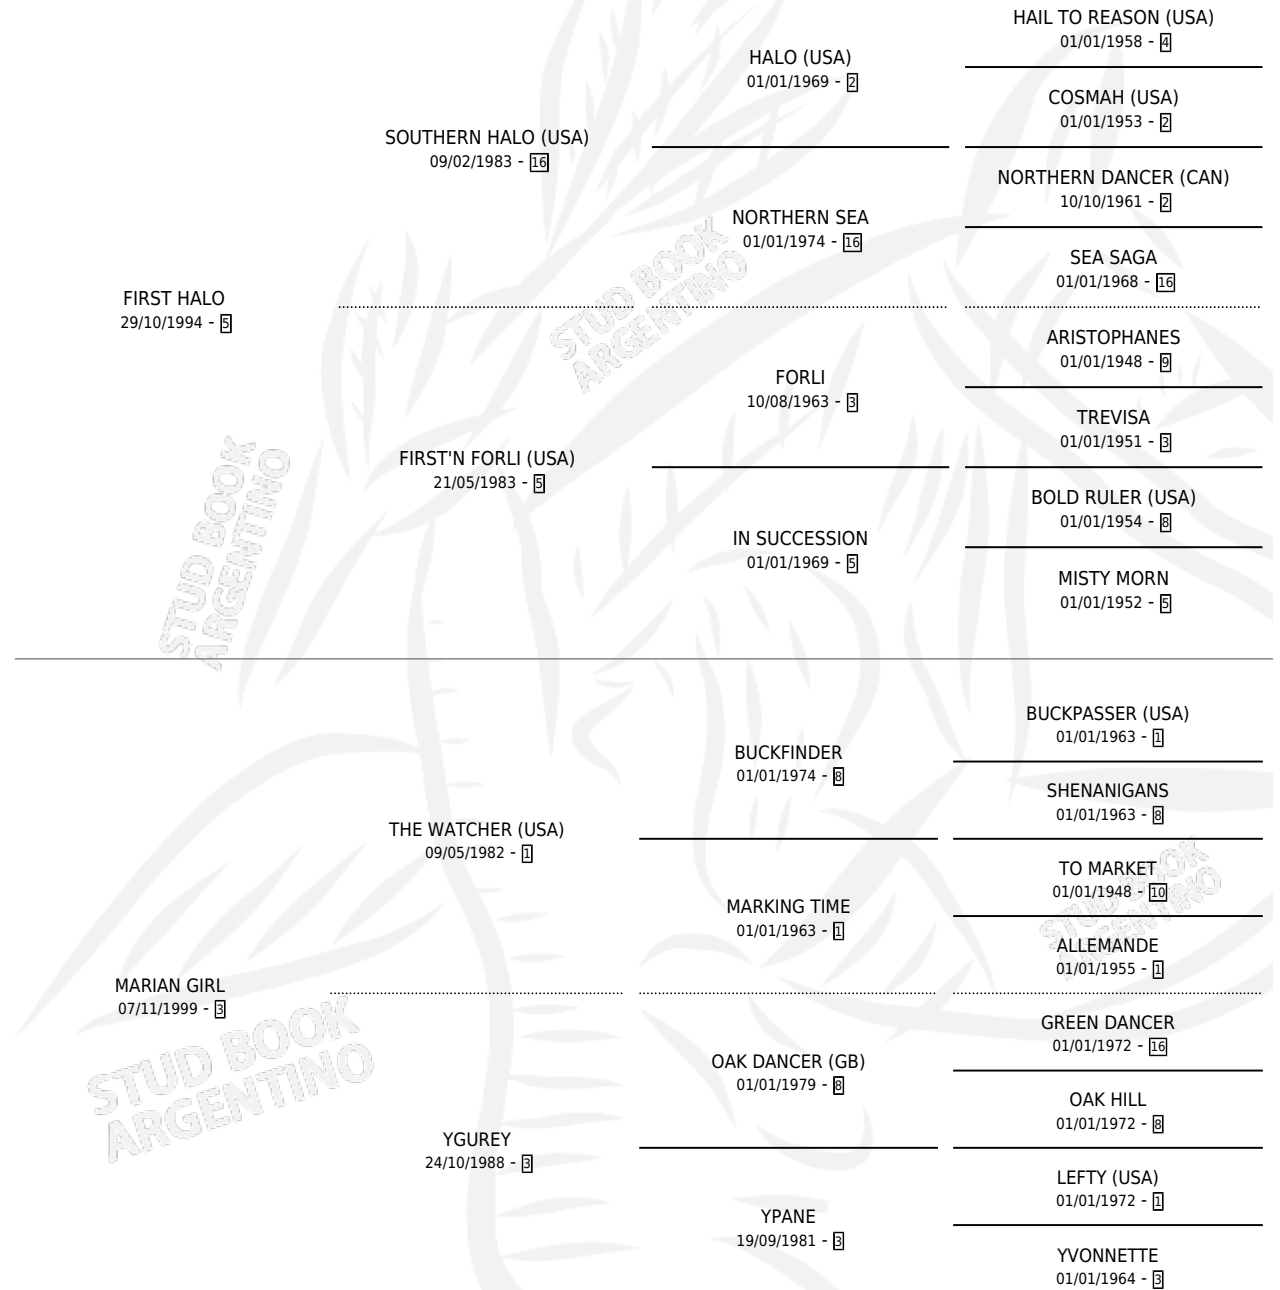 HAIL TO REASON (USA)
01/01/1958 - 4
HALO (USA)
01/01/1969 - 2
COSMAH (USA)
01/01/1953 - 2
SOUTHERN HALO (USA)
09/02/1983 - 16
NORTHERN DANCER (CAN)
10/10/1961 - 2
NORTHERN SEA
01/01/1974 - 16
SEA SAGA
01/01/1968 - 16
FIRST HALO
29/10/1994 - 5
ARISTOPHANES
01/01/1948 - 9
FORLI
10/08/1963 - 3
TREVISA
01/01/1951 - 3
FIRST'N FORLI (USA)
21/05/1983 - 5
BOLD RULER (USA)
01/01/1954 - 8
IN SUCCESSION
01/01/1969 - 5
MISTY MORN
01/01/1952 - 5
BUCKPASSER (USA)
01/01/1963 - 1
BUCKFINDER
01/01/1974 - 8
SHENANIGANS
01/01/1963 - 8
THE WATCHER (USA)
09/05/1982 - 1
TO MARKET
01/01/1948 - 10
MARKING TIME
01/01/1963 - 1
ALLEMANDE
01/01/1955 - 1
MARIAN GIRL
07/11/1999 - 3
GREEN DANCER
01/01/1972 - 16
OAK DANCER (GB)
01/01/1979 - 8
OAK HILL
01/01/1972 - 8
YGUREY
24/10/1988 - 3
LEFTY (USA)
01/01/1972 - 1
YPANE
19/09/1981 - 3
YVONNETTE
01/01/1964 - 3
STUD BOOK
ARGENTINO
STUD BOOK
ARGENTINO
STUD BOOK
ARGENTINO
STUD BOOK
ARGENTINO